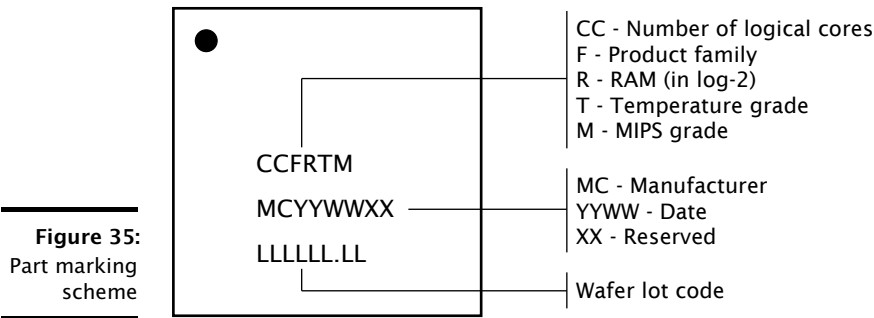 CC - Number of logical cores
F - Product family
R - RAM (in log-2)
T - Temperature grade
M - MIPS grade
CCFRTM
MCYYWWXX
LLLLLL.LL
MC - Manufacturer
YYWW - Date
XX - Reserved
Wafer lot code
Figure 35:
Part marking
scheme